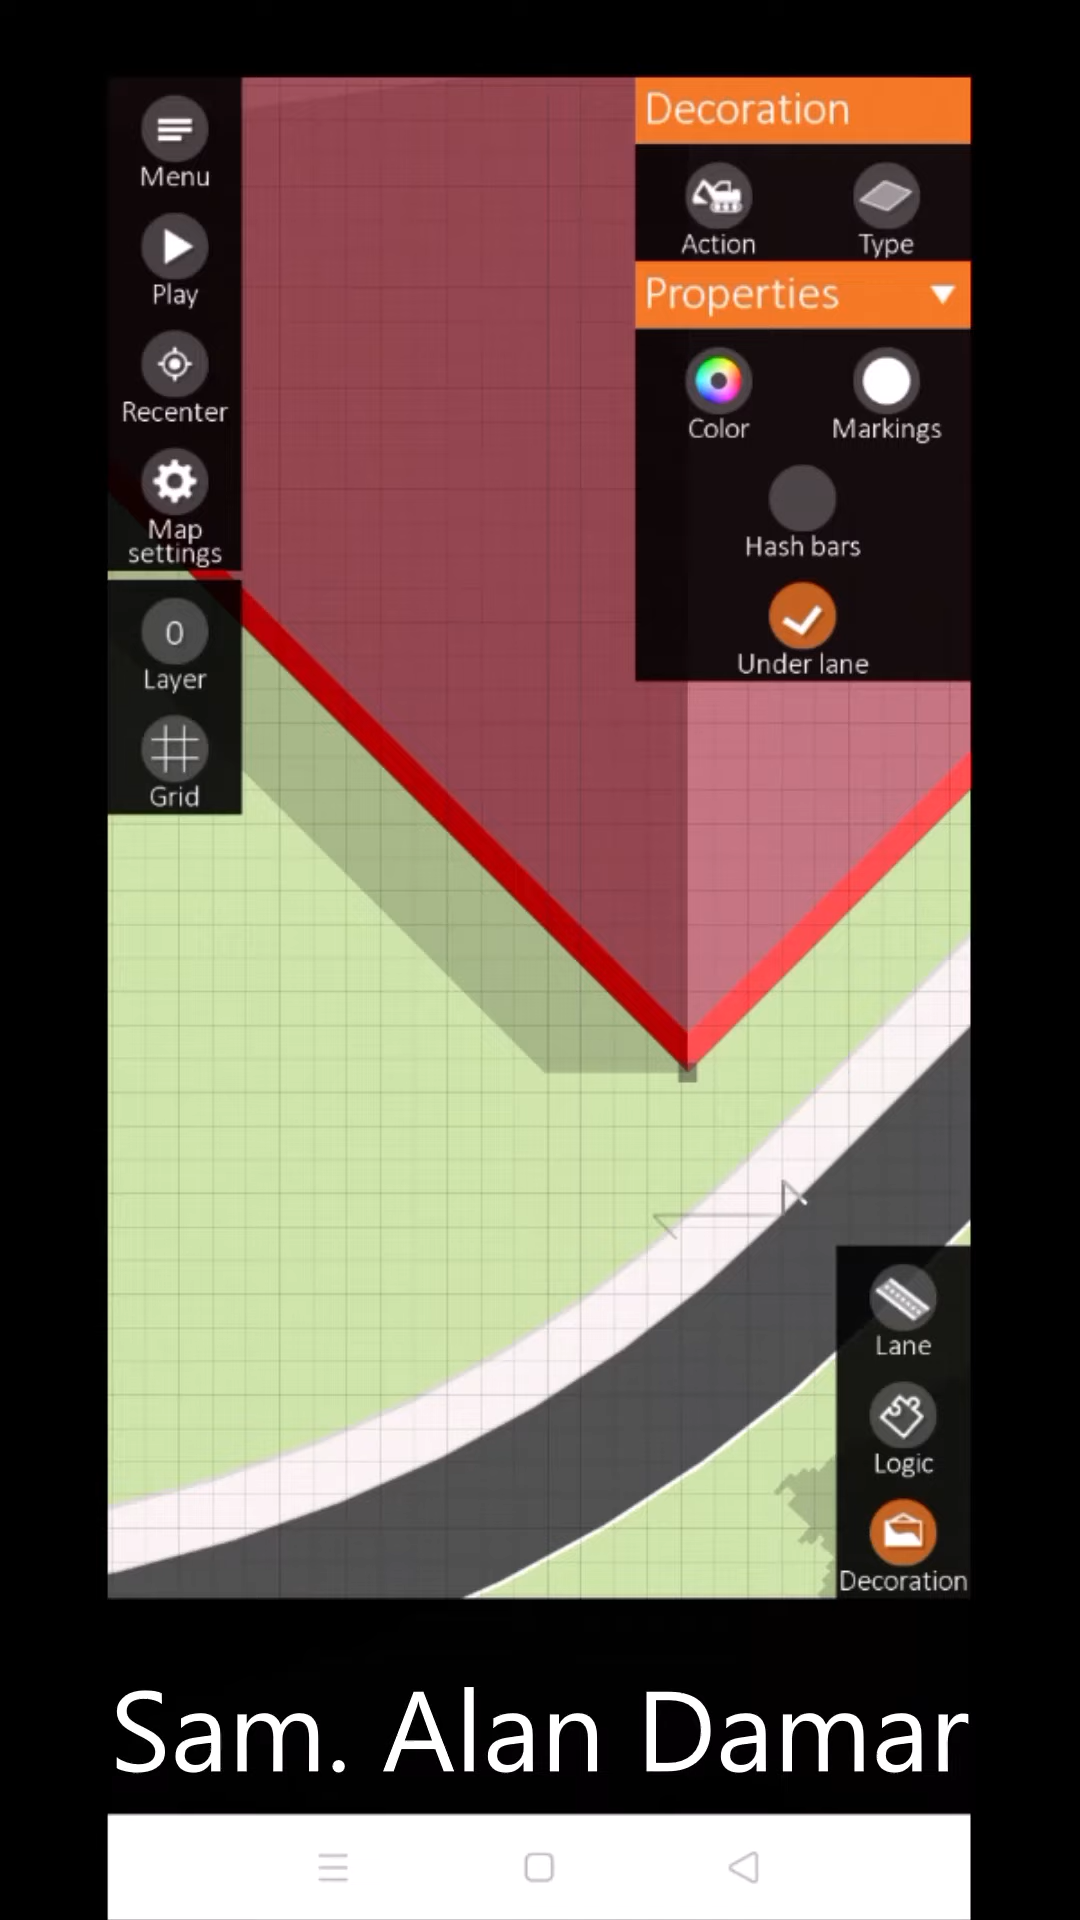 Menu
Play
Recenter
Map
settings
0
Layer
Grid
Decoration
Action Type
Properties
Color Markings
Hash bars
Under lane
Lane
Logic
Decoration
Sam. Alan Damar